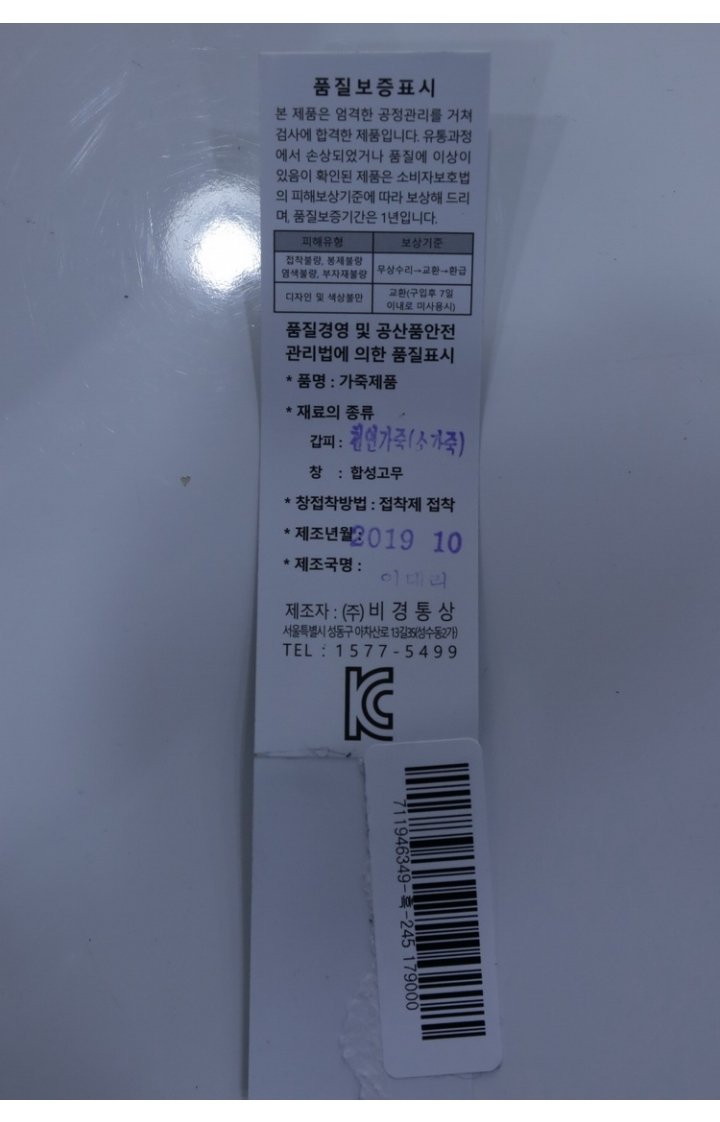 품질보증표시
본 제품은 엄격한 공정관리를 거쳐
검사에 합격한 제품입니다. 유통과정
에서 손상되었거나 품질에 이상이
있음이 확인된 제품은 소비자보호법
의 피해보상기준에 따라 보상해 드리
며, 품질보증기간은 1년입니다.
피해유형 보상기준
접착불량, 봉제불량
염색불량, 부자재불량 무상수리→교환→환급
디자인 및 색상불만 교환(구입후 7일
이내로 미사용시)
품질경영 및 공산품안전
관리법에 의한 품질표시
* 품명 : 가죽제품
* 재료의 종류
갑피 : 천연가죽(소가죽)
창 : 합성고무
* 창접착방법 : 접착제 접착
* 제조년월 : 2019 10
* 제조국명 : 이태리
제조자 : (주) 비경통상
서울특별시 성동구 아차산로 13길35(성수동2가)
TEL : 1577-5499
KC
711946349-흑-245 179000